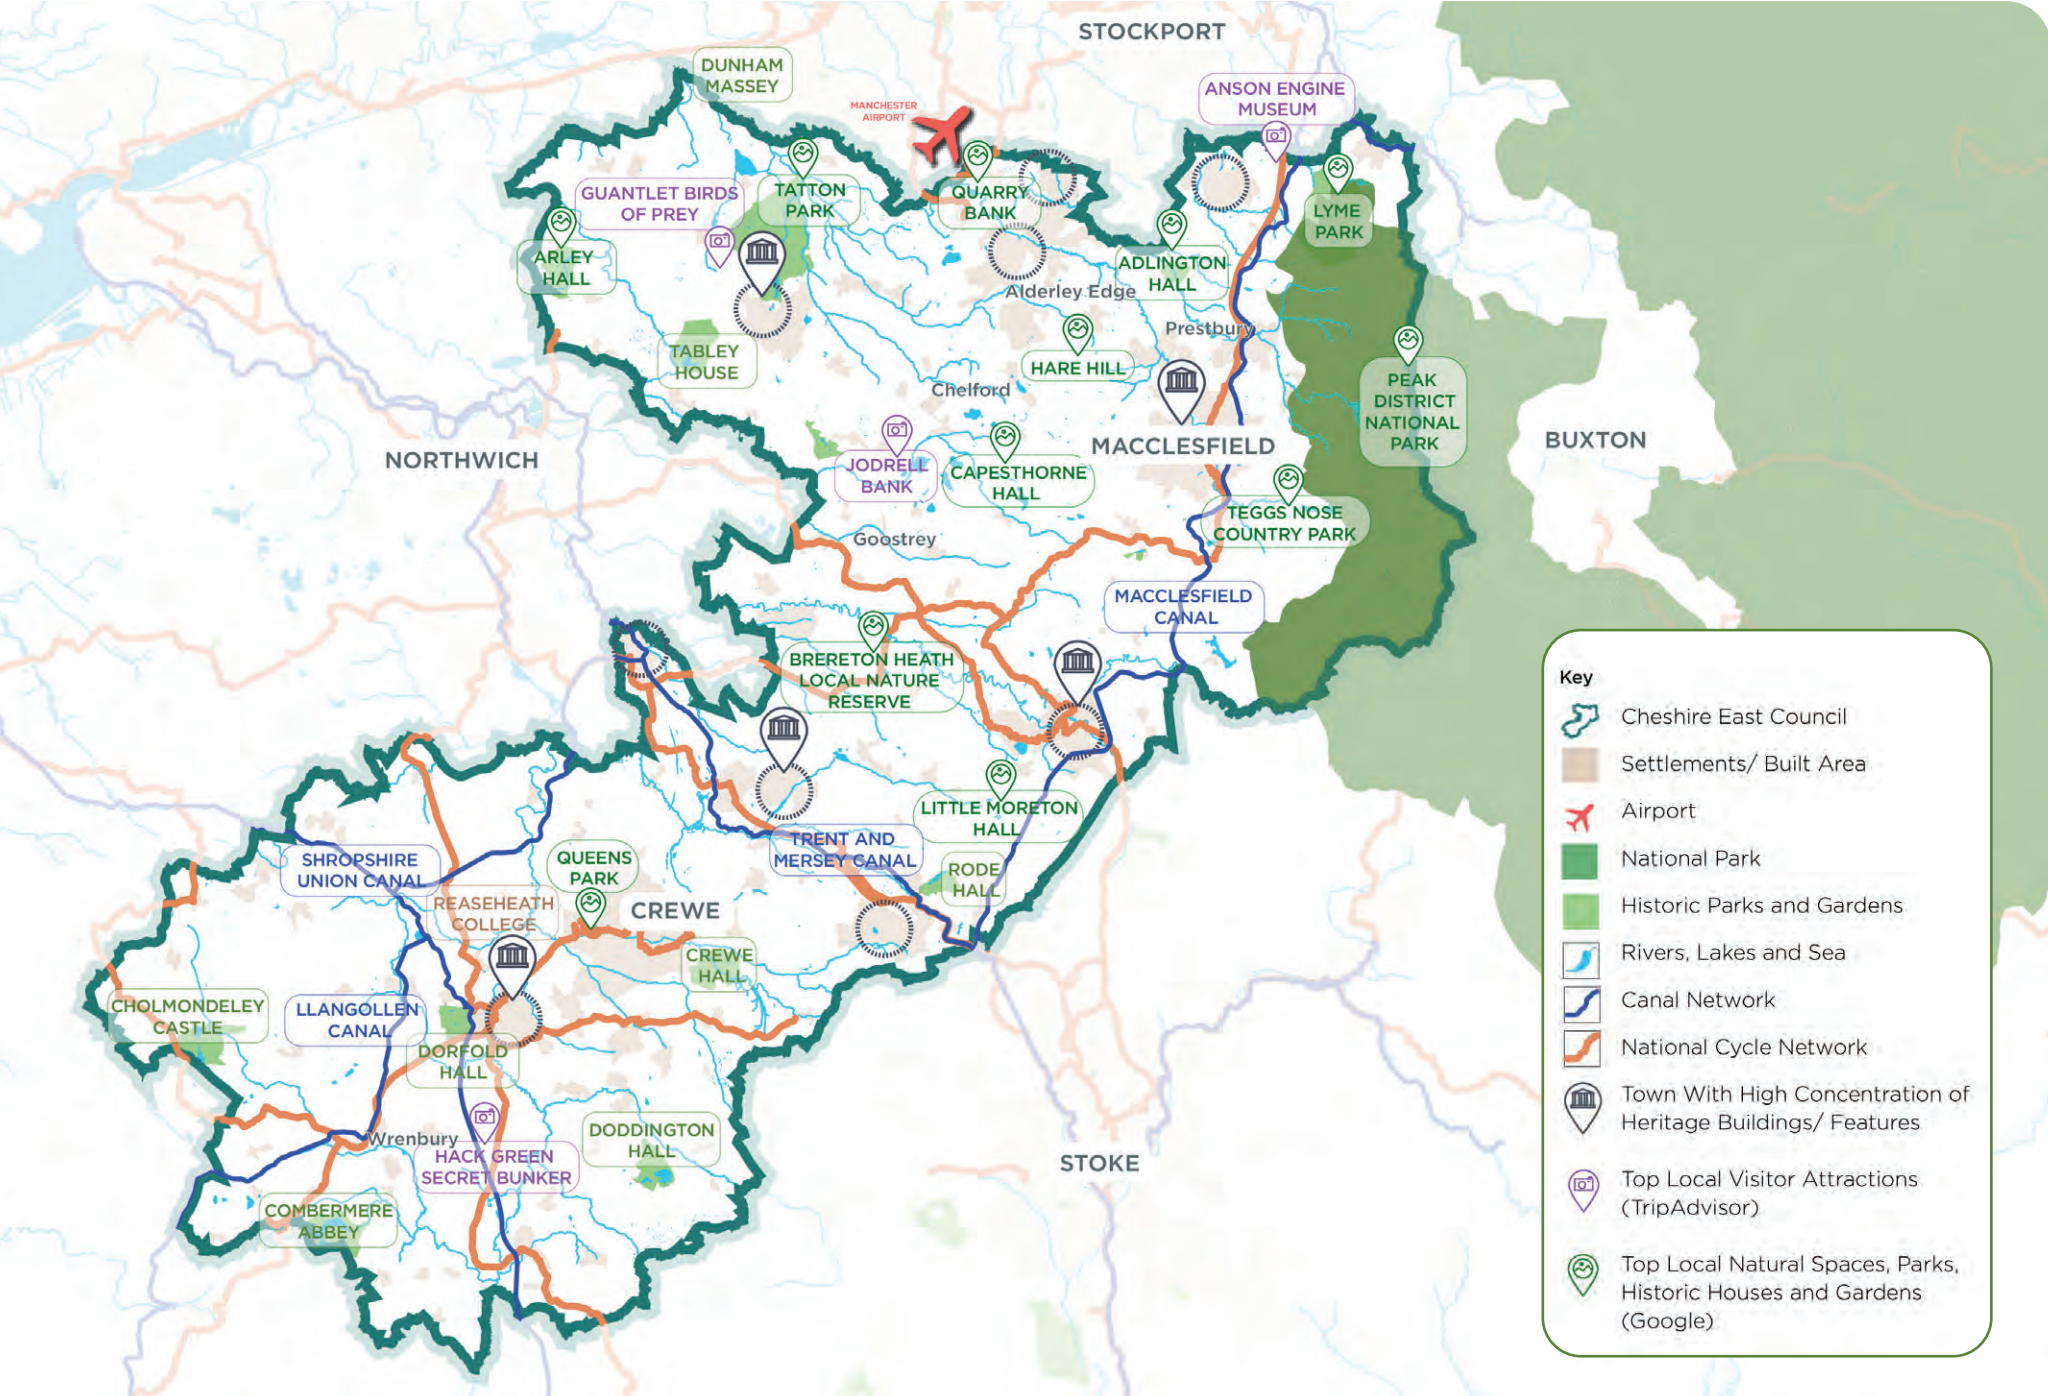 STOCKPORT
DUNHAM
MASSEY
MANCHESTER
AIRPORT
ANSON ENGINE
MUSEUM
GUANTLET BIRDS
OF PREY
TATTON
PARK
QUARRY
BANK
LYME
PARK
ARLEY
HALL
ADLINGTON
HALL
Alderley Edge
Prestbury
TABLEY
HOUSE
HARE HILL
Chelford
PEAK
DISTRICT
NATIONAL
PARK
BUXTON
NORTHWICH
MACCLESFIELD
JODRELL
BANK
CAPESTHORNE
HALL
TEGGS NOSE
COUNTRY PARK
Goostrey
MACCLESFIELD
CANAL
BRERETON HEATH
LOCAL NATURE
RESERVE
LITTLE MORETON
HALL
TRENT AND
MERSEY CANAL
RODE
HALL
SHROPSHIRE
UNION CANAL
QUEENS
PARK
REASEHEATH
COLLEGE
CREWE
CREWE
HALL
CHOLMONDELEY
CASTLE
LLANGOLLEN
CANAL
DORFOLD
HALL
Wrenbury
HACK GREEN
SECRET BUNKER
DODDINGTON
HALL
COMBERMERE
ABBEY
STOKE
Key
Cheshire East Council
Settlements/ Built Area
Airport
National Park
Historic Parks and Gardens
Rivers, Lakes and Sea
Canal Network
National Cycle Network
Town With High Concentration of
Heritage Buildings/ Features
Top Local Visitor Attractions
(TripAdvisor)
Top Local Natural Spaces, Parks,
Historic Houses and Gardens
(Google)